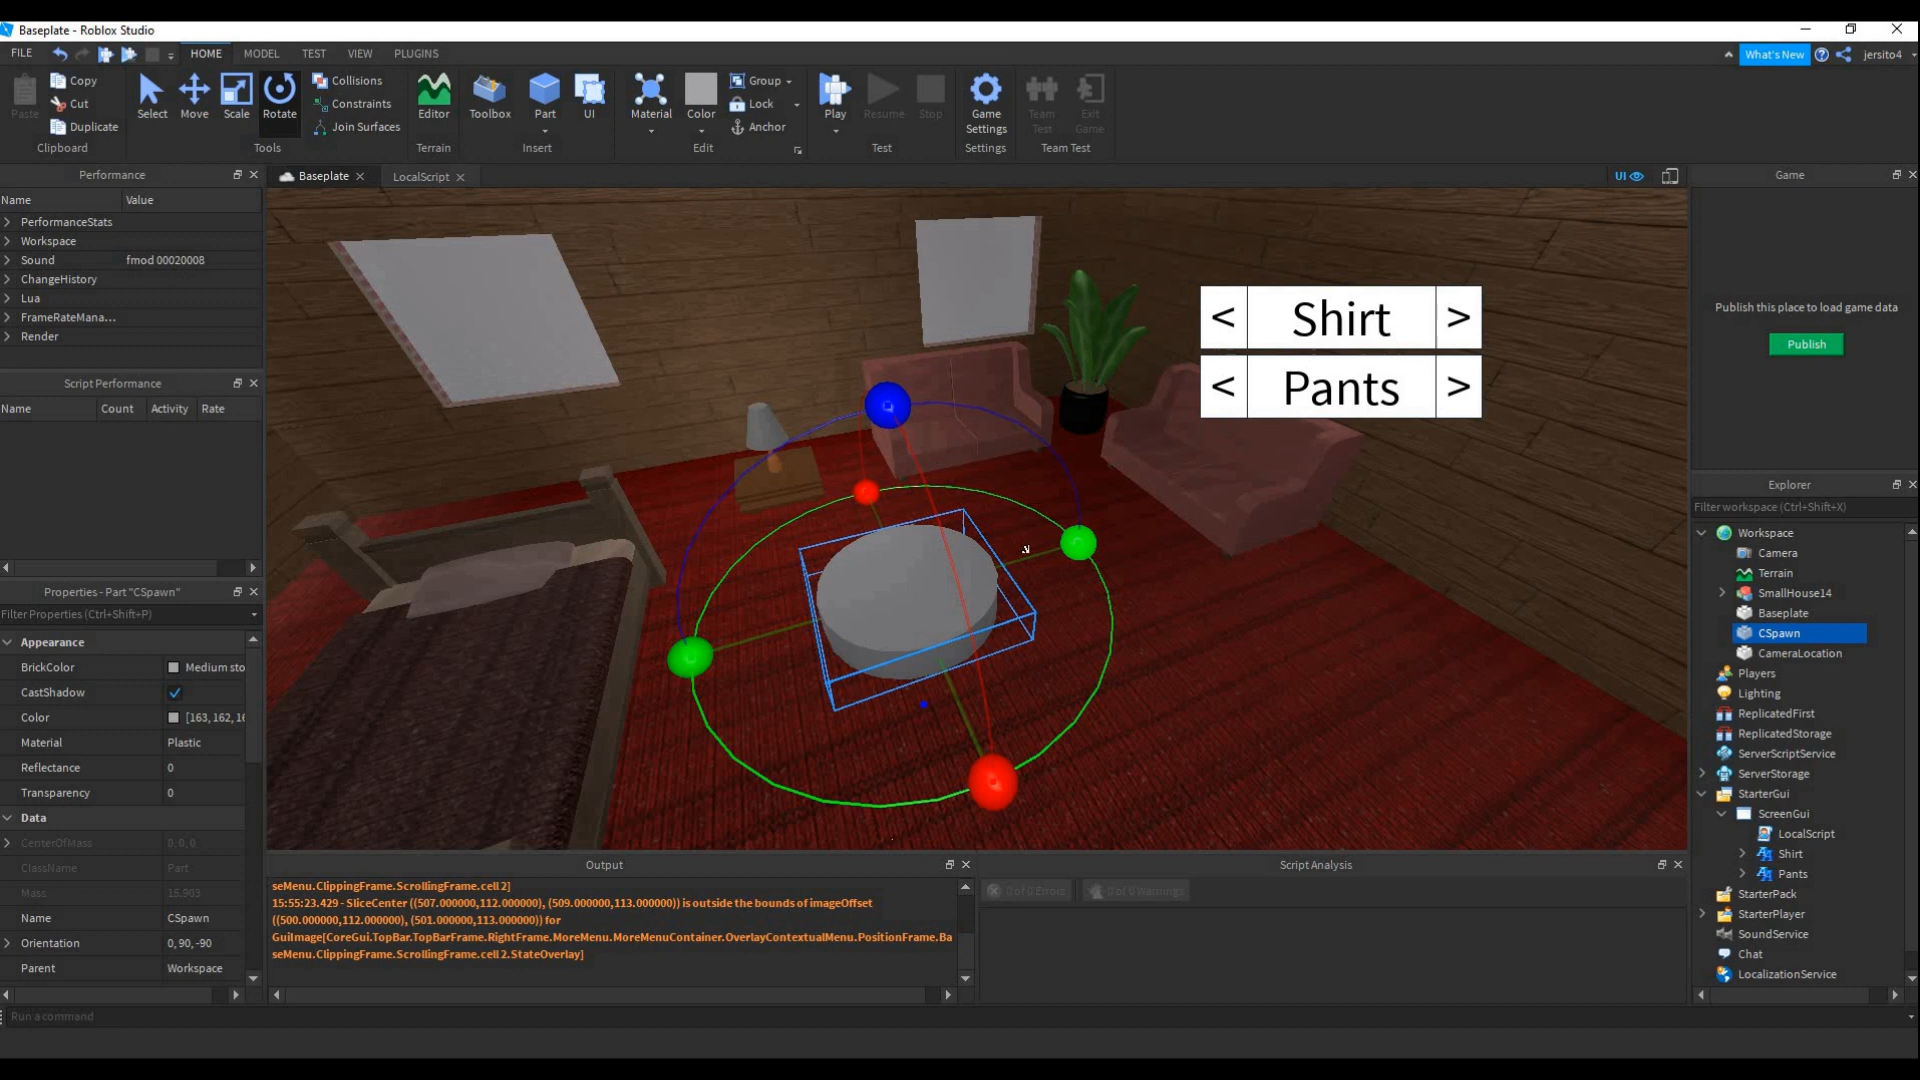 Baseplate - Roblox Studio
FILE HOME MODEL TEST VIEW PLUGINS
What's New jersito4
Paste
Copy
Cut
Duplicate
Clipboard
Select Move Scale Rotate
Collisions
Constraints
Join Surfaces
Tools
Editor
Terrain
Toolbox Part UI
Insert
Material Color
Group
Lock
Anchor
Edit
Play Resume Stop
Test
Game Settings
Settings
Team Test
Exit Game
Team Test
Performance
Name Value
PerformanceStats
Workspace
Sound fmod 00020008
ChangeHistory
Lua
FrameRateMana...
Render
Script Performance
Name Count Activity Rate
Properties - Part "CSpawn"
Filter Properties (Ctrl+Shift+P)
Appearance
BrickColor Medium sto
CastShadow
Color [163, 162, 16
Material Plastic
Reflectance 0
Transparency 0
Data
CenterOfMass 0,0,0
ClassName Part
Mass 15.903
Name CSpawn
Orientation 0, 90, -90
Parent Workspace
Run a command
Baseplate
LocalScript
UI
< Shirt >
< Pants >
Output
seMenu.ClippingFrame.ScrollingFrame.cell 2]
15:55:23.429 - SliceCenter ((507.000000,112.000000), (509.000000,113.000000)) is outside the bounds of imageOffset
((500.000000,112.000000), (501.000000,113.000000)) for
GuiImage[CoreGui.TopBar.TopBarFrame.RightFrame.MoreMenu.MoreMenuContainer.OverlayContextualMenu.PositionFrame.Ba
seMenu.ClippingFrame.ScrollingFrame.cell 2.StateOverlay]
Script Analysis
0 of 0 Errors 0 of 0 Warnings
Game
Publish this place to load game data
Publish
Explorer
Filter workspace (Ctrl+Shift+X)
Workspace
Camera
Terrain
SmallHouse14
Baseplate
CSpawn
CameraLocation
Players
Lighting
ReplicatedFirst
ReplicatedStorage
ServerScriptService
ServerStorage
StarterGui
ScreenGui
LocalScript
Shirt
Pants
StarterPack
StarterPlayer
SoundService
Chat
LocalizationService